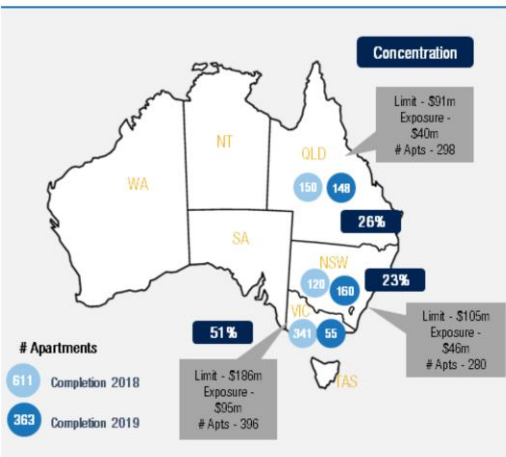 Concentration
Limit - $91m
Exposure -
$40m
# Apts - 298
NT
QLD
WA
150 148
26%
SA
NSW
120 160
23%
VIC
341 55
51%
Limit - $105m
Exposure -
$46m
# Apts - 280
# Apartments
611 Completion 2018
363 Completion 2019
Limit - $186m
Exposure -
$95m
# Apts - 396
TAS